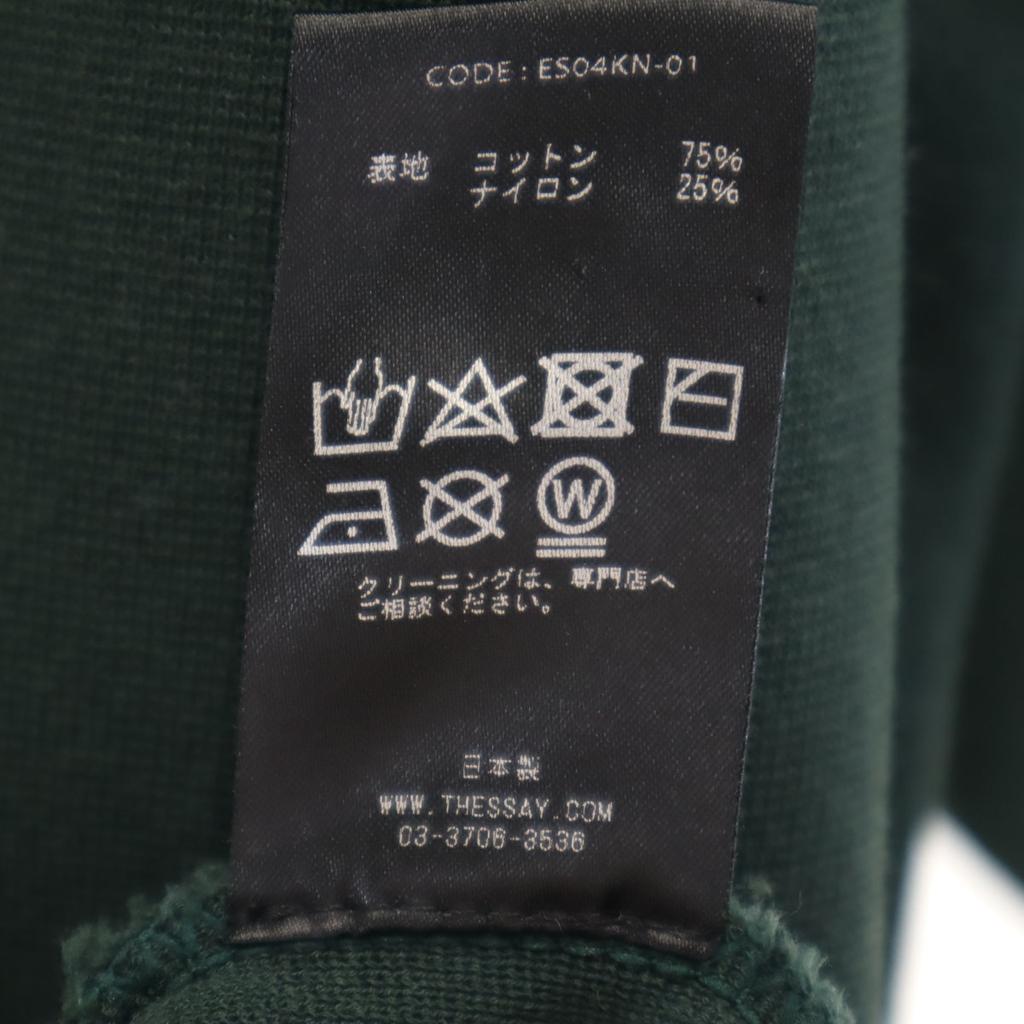 CODE: ES04KN-01
表地 コットン 75%
ナイロン 25%
W
クリーニングは、専門店へ
ご相談ください。
日本製
WWW.THESSAY.COM
03-3706-3536